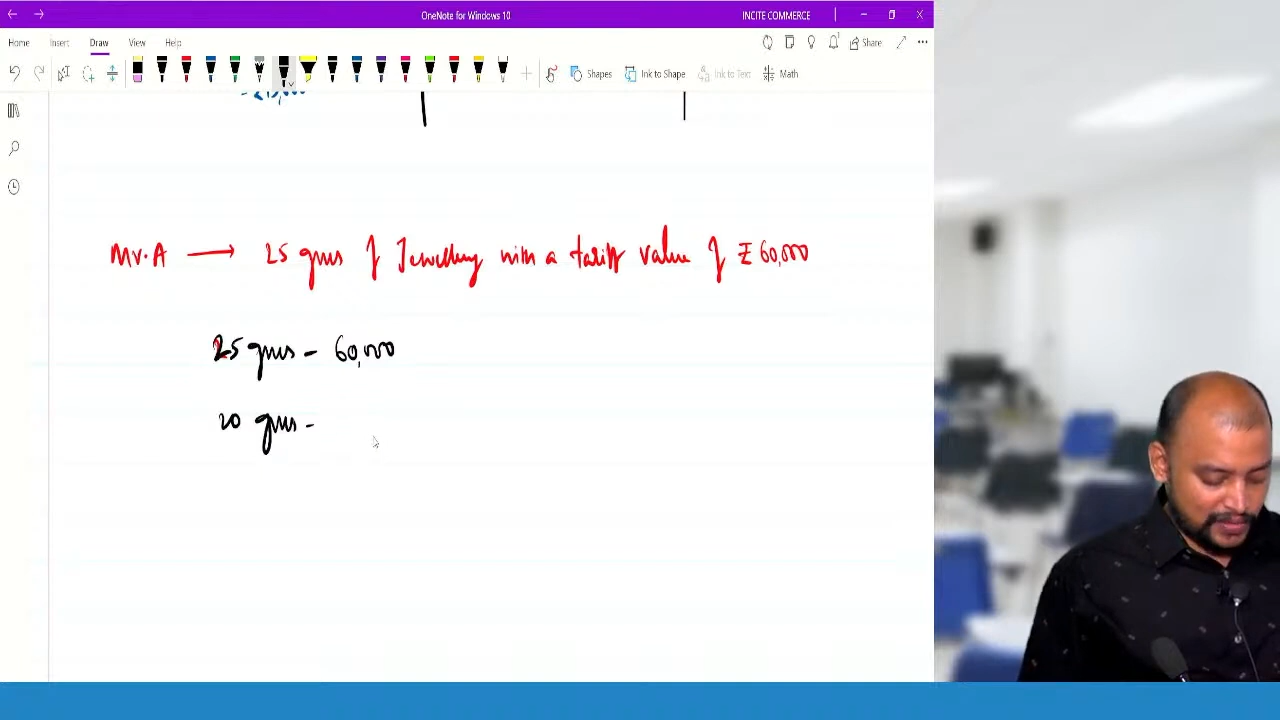 OneNote for Windows 10
INCITE COMMERCE
Home Insert Draw View Help
Share
Shapes
Ink to Shape
Ink to Text
Math
Mr. A → 25 gms of Jewellery with a tariff value of ₹ 60,000
25 gms - 60,000
20 gms -